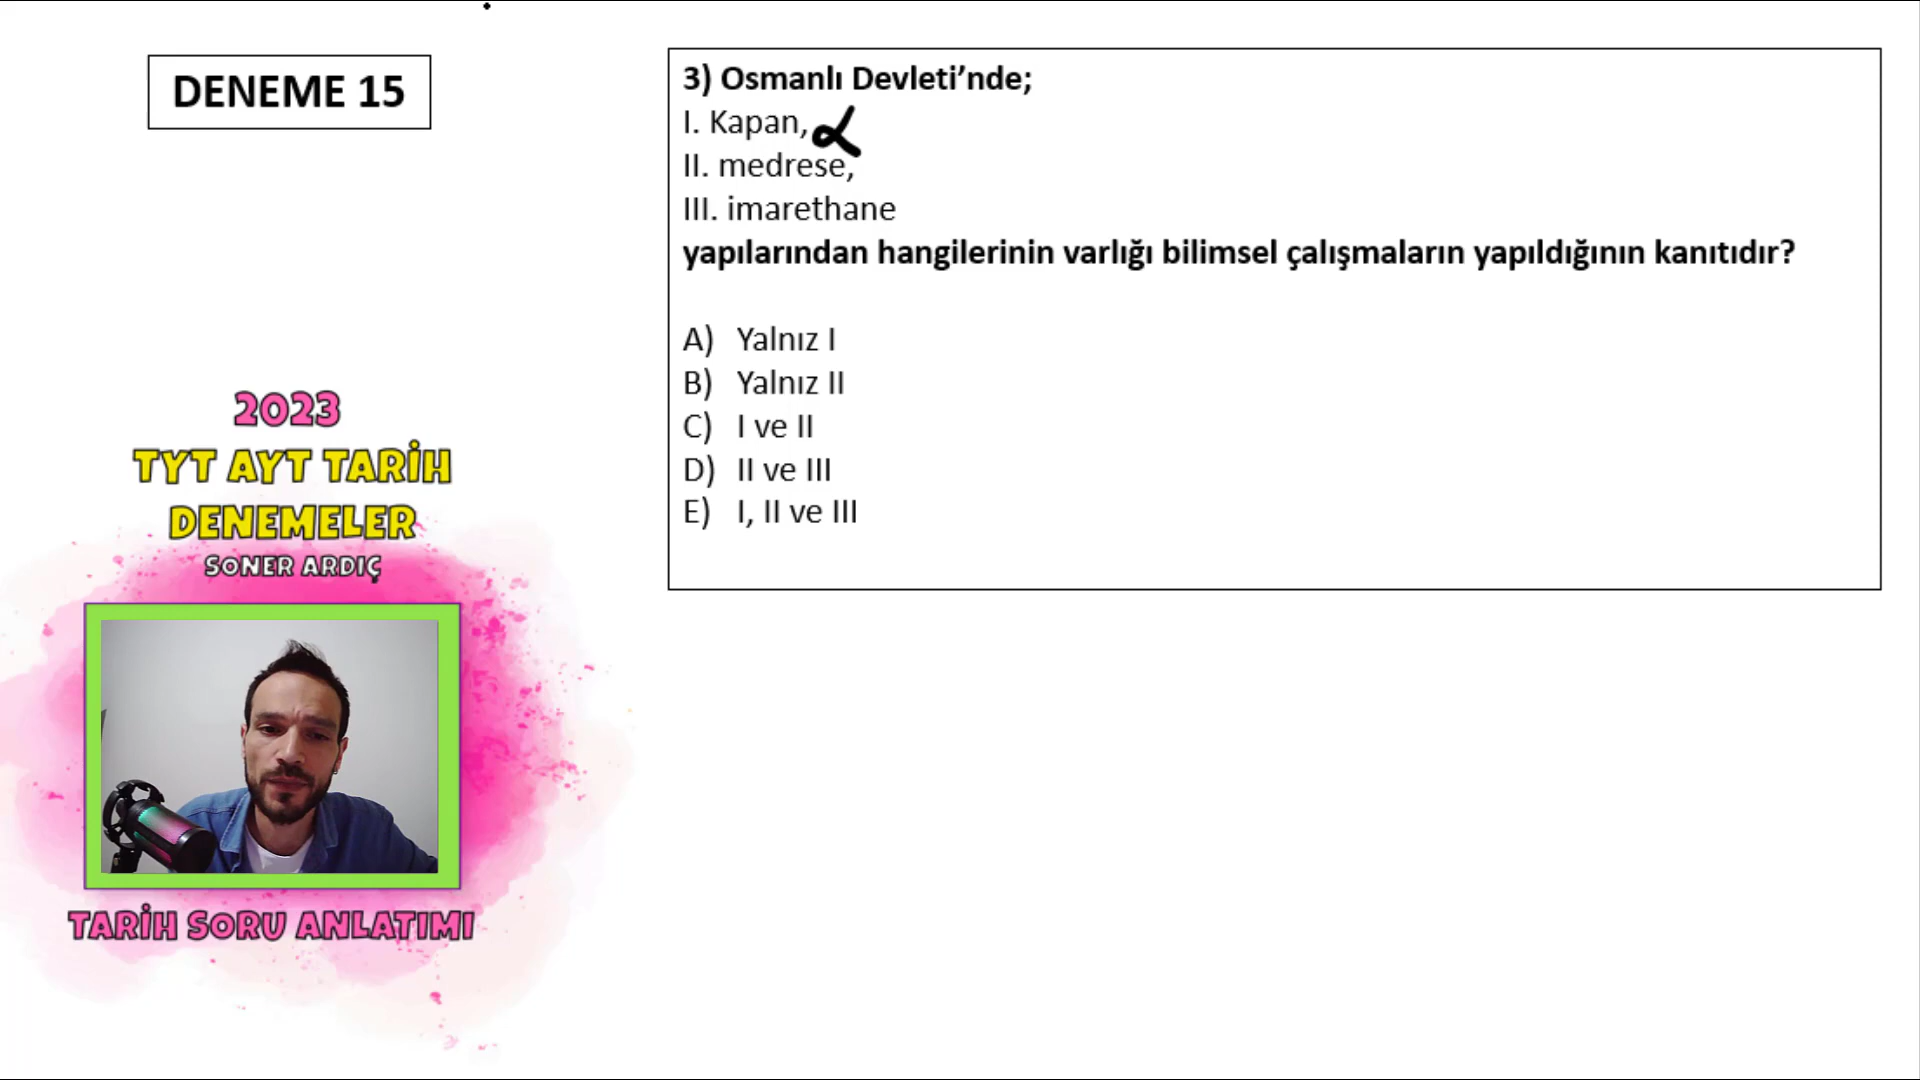 DENEME 15
3) Osmanlı Devleti’nde;
I. Kapan,
II. medrese,
III. imarethane
yapılarından hangilerinin varlığı bilimsel çalışmaların yapıldığının kanıtıdır?
A) Yalnız I
B) Yalnız II
C) I ve II
D) II ve III
E) I, II ve III
2023
TYT AYT TARİH
DENEMELER
SONER ARDIÇ
TARİH SORU ANLATIMI